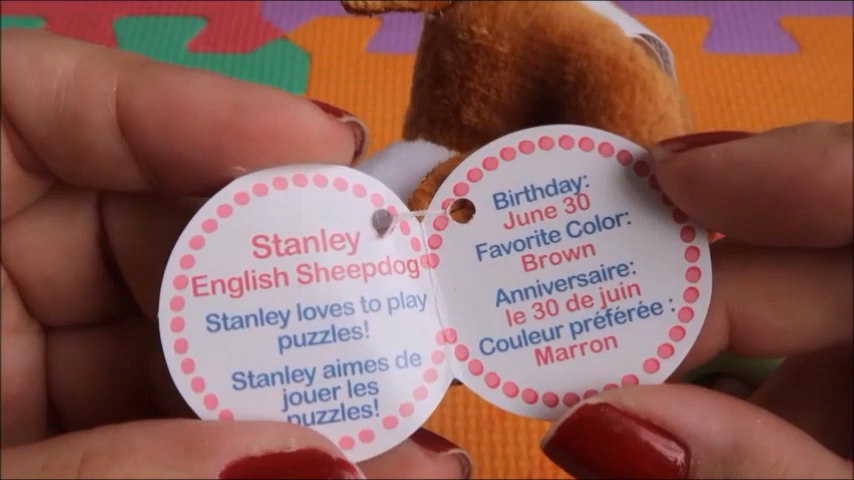 Stanley
English Sheepdog
Stanley loves to play
puzzles!
Stanley aimes de
jouer les
puzzles!
Birthday:
June 30
Favorite Color:
Brown
Anniversaire:
le 30 de juin
Couleur préférée :
Marron